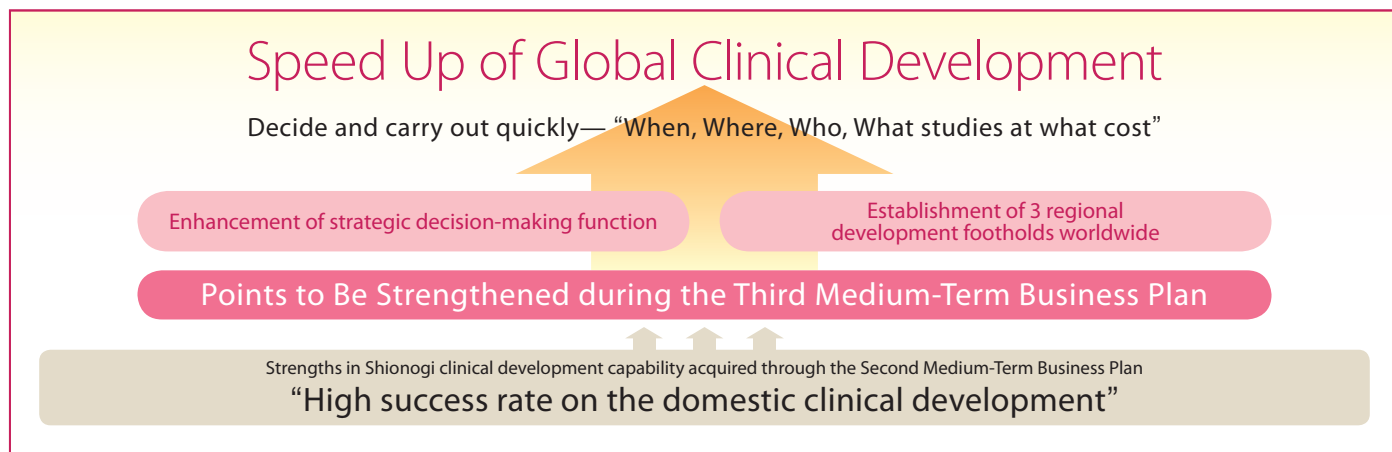 Speed Up of Global Clinical Development
Decide and carry out quickly— “When, Where, Who, What studies at what cost”
Enhancement of strategic decision-making function
Establishment of 3 regional
development footholds worldwide
Points to Be Strengthened during the Third Medium-Term Business Plan
Strengths in Shionogi clinical development capability acquired through the Second Medium-Term Business Plan
“High success rate on the domestic clinical development”